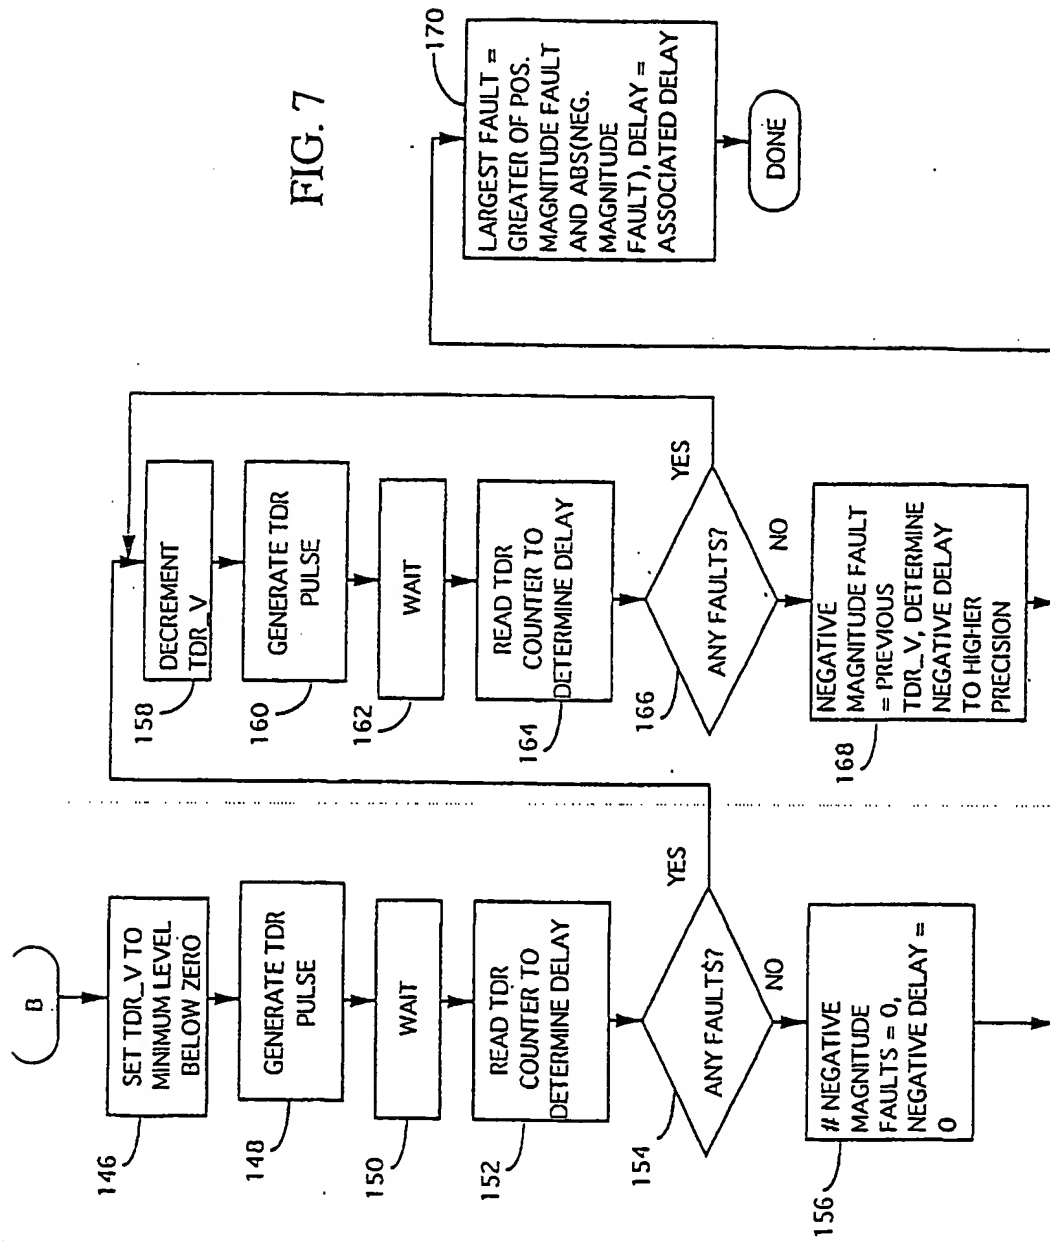 FIG. 7
B
SET TDR_V TO
MINIMUM LEVEL
BELOW ZERO
146
GENERATE TDR
PULSE
148
WAIT
150
READ TDR
COUNTER TO
DETERMINE DELAY
152
ANY FAULTS?
154
YES
NO
# NEGATIVE
MAGNITUDE
FAULTS = 0,
NEGATIVE DELAY =
0
156
DECREMENT
TDR_V
158
GENERATE TDR
PULSE
160
WAIT
162
READ TDR
COUNTER TO
DETERMINE DELAY
164
ANY FAULTS?
166
YES
NO
NEGATIVE
MAGNITUDE FAULT
= PREVIOUS
TDR_V, DETERMINE
NEGATIVE DELAY
TO HIGHER
PRECISION
168
LARGEST FAULT =
GREATER OF POS.
MAGNITUDE FAULT
AND ABS(NEG.
MAGNITUDE
FAULT), DELAY =
ASSOCIATED DELAY
170
DONE